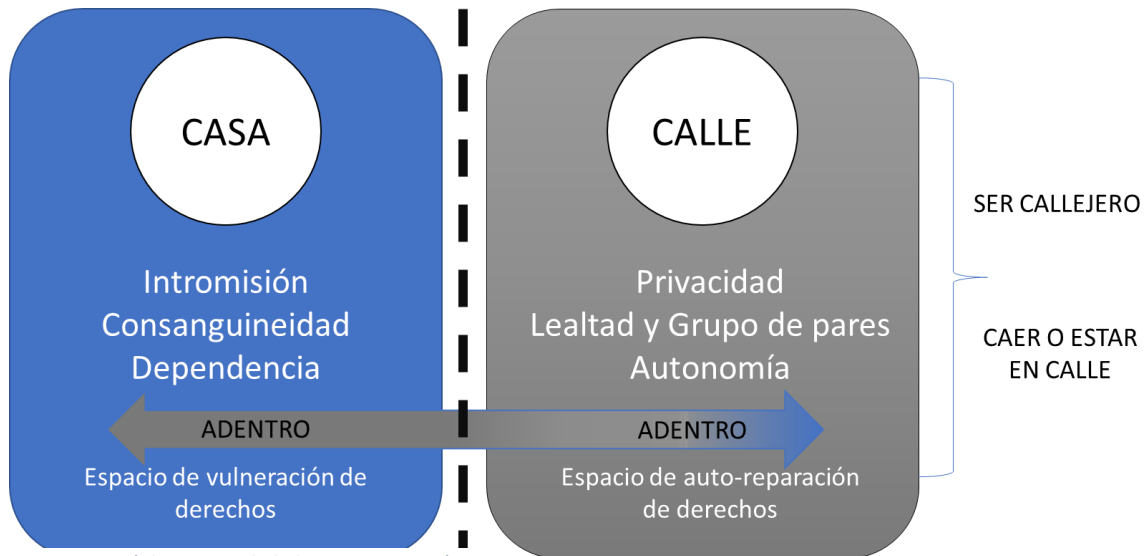 CASA
Intromisión
Consanguineidad
Dependencia
ADENTRO
Espacio de vulneración de
derechos
CALLE
Privacidad
Lealtad y Grupo de pares
Autonomía
ADENTRO
Espacio de auto-reparación
de derechos
SER CALLEJERO
CAER O ESTAR
EN CALLE